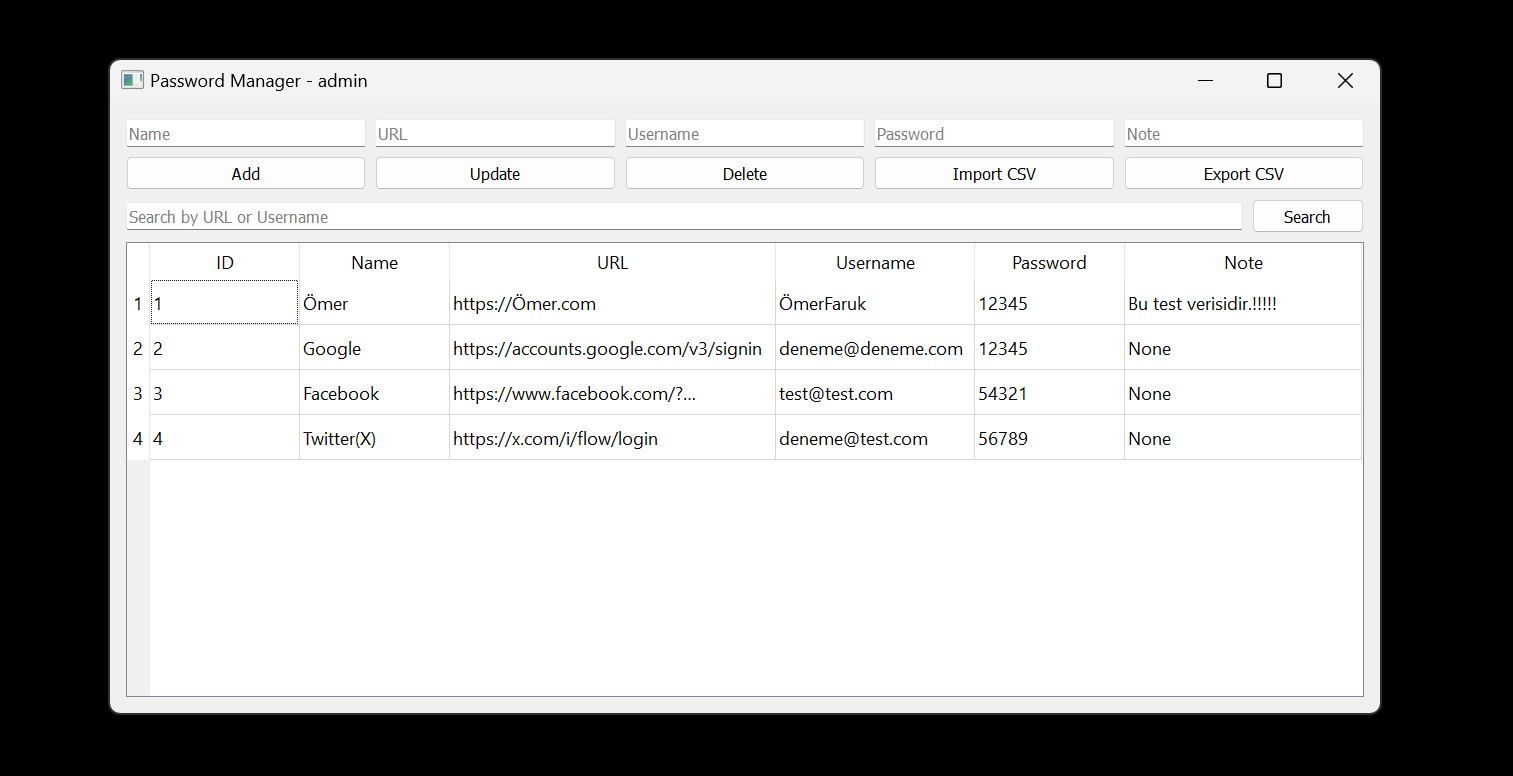 Password Manager - admin
Name URL Username Password Note
Add Update Delete Import CSV Export CSV
Search by URL or Username Search
ID Name URL Username Password Note
1 1 Ömer https://Ömer.com ÖmerFaruk 12345 Bu test verisidir.!!!!!
2 2 Google https://accounts.google.com/v3/signin deneme@deneme.com 12345 None
3 3 Facebook https://www.facebook.com/?... test@test.com 54321 None
4 4 Twitter(X) https://x.com/i/flow/login deneme@test.com 56789 None